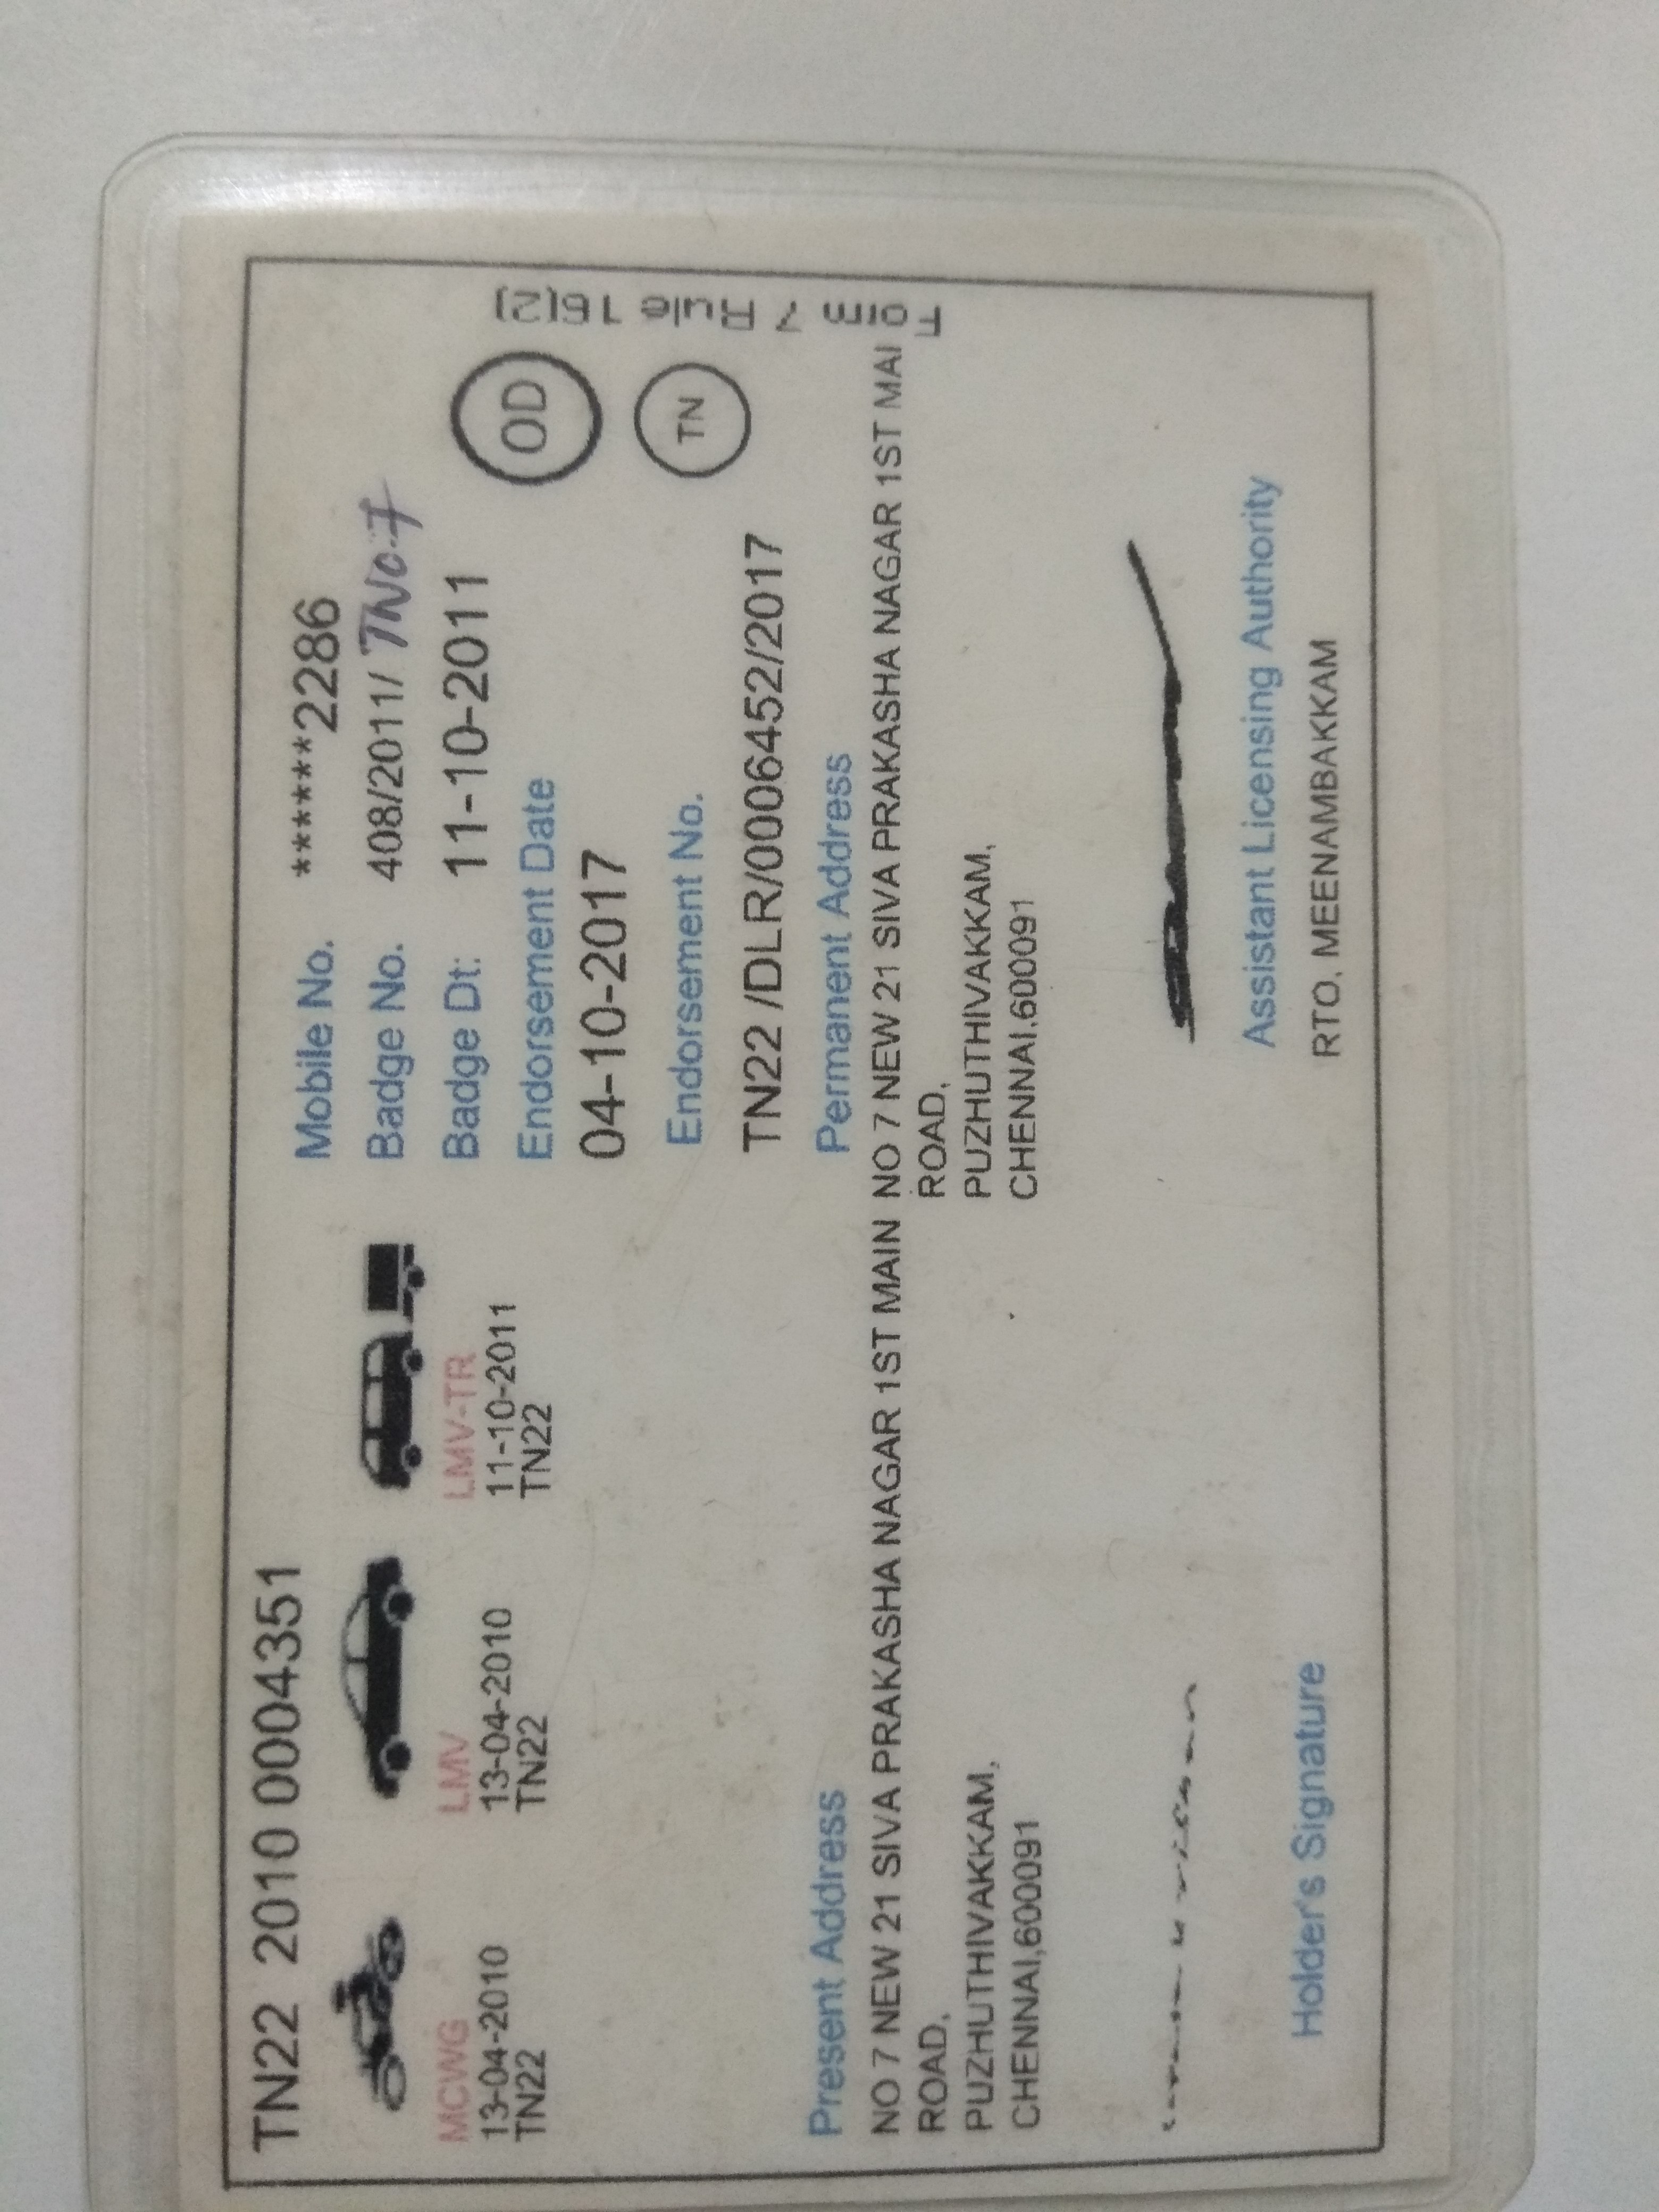 TN22 2010 0004351
MCWG
13-04-2010
TN22
LMV
13-04-2010
TN22
LMV-TR
11-10-2011
TN22
Mobile No. ******2286
Badge No. 408/2011/ TN07
Badge Dt: 11-10-2011
Endorsement Date
04-10-2017
Endorsement No.
TN22 /DLR/0006452/2017
OD
TN
Form 7 Rule 16(2)
Present Address
NO 7 NEW 21 SIVA PRAKASHA NAGAR 1ST MAIN
ROAD,
PUZHUTHIVAKKAM,
CHENNAI,600091
Permanent Address
NO 7 NEW 21 SIVA PRAKASHA NAGAR 1ST MAI
ROAD,
PUZHUTHIVAKKAM,
CHENNAI,600091
Holder's Signature
Assistant Licensing Authority
RTO, MEENAMBAKKAM